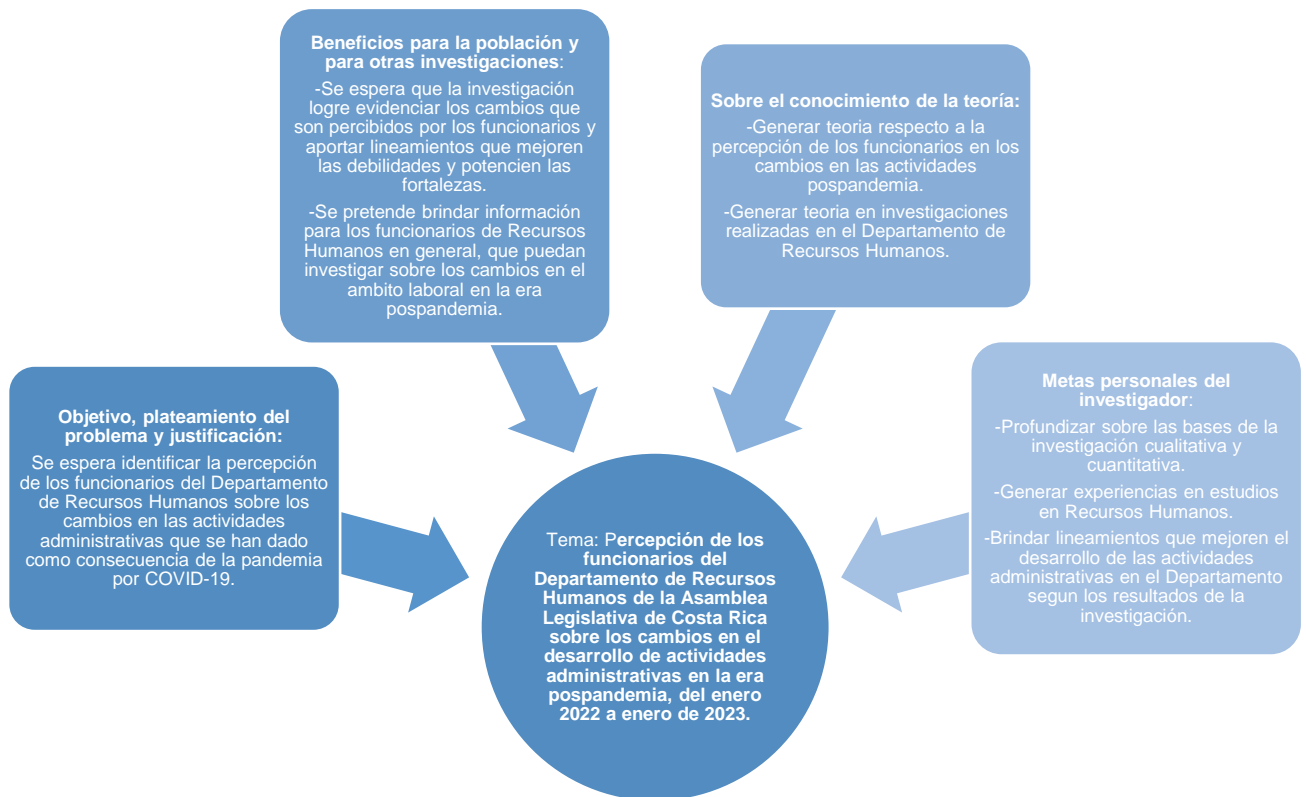 Beneficios para la población y
para otras investigaciones:
-Se espera que la investigación
logre evidenciar los cambios que
son percibidos por los funcionarios y
aportar lineamientos que mejoren
las debilidades y potencien las
fortalezas.
-Se pretende brindar información
para los funcionarios de Recursos
Humanos en general, que puedan
investigar sobre los cambios en el
ambito laboral en la era
pospandemia.
Sobre el conocimiento de la teoría:
-Generar teoria respecto a la
percepción de los funcionarios en los
cambios en las actividades
pospandemia.
-Generar teoria en investigaciones
realizadas en el Departamento de
Recursos Humanos.
Objetivo, plateamiento del
problema y justificación:
Se espera identificar la percepción
de los funcionarios del Departamento
de Recursos Humanos sobre los
cambios en las actividades
administrativas que se han dado
como consecuencia de la pandemia
por COVID-19.
Metas personales del
investigador:
-Profundizar sobre las bases de la
investigación cualitativa y
cuantitativa.
-Generar experiencias en estudios
en Recursos Humanos.
-Brindar lineamientos que mejoren el
desarrollo de las actividades
administrativas en el Departamento
segun los resultados de la
investigación.
Tema: Percepción de los
funcionarios del
Departamento de Recursos
Humanos de la Asamblea
Legislativa de Costa Rica
sobre los cambios en el
desarrollo de actividades
administrativas en la era
pospandemia, del enero
2022 a enero de 2023.